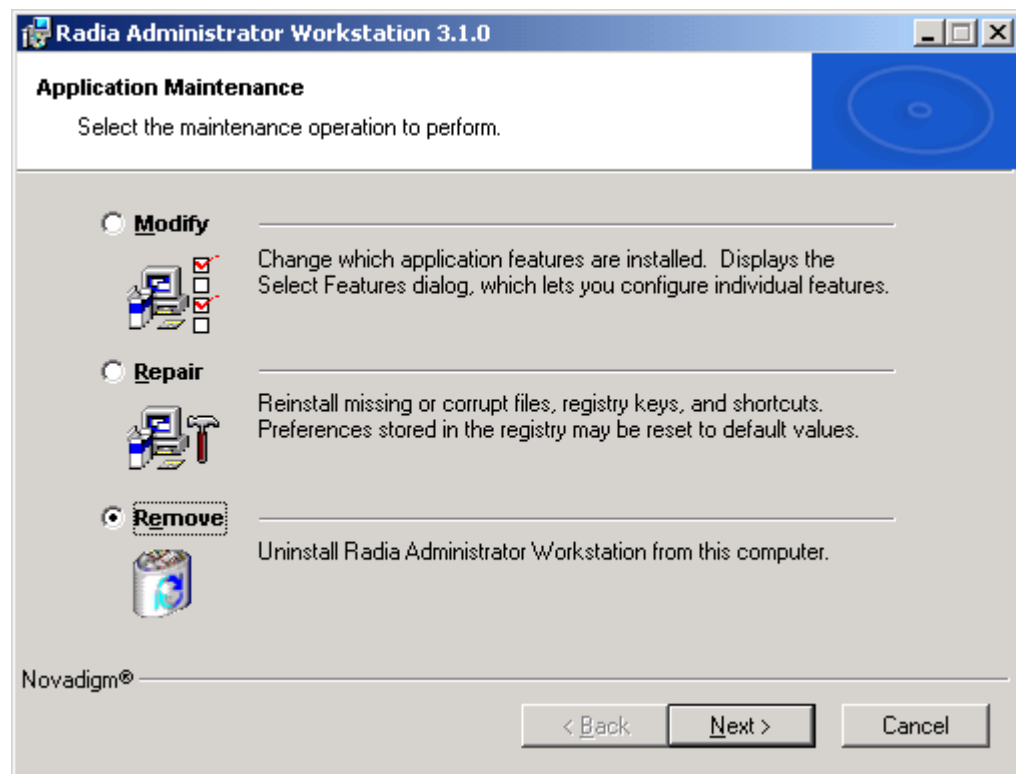 Radia Administrator Workstation 3.1.0
Application Maintenance
Select the maintenance operation to perform.
Modify
Change which application features are installed.  Displays the
Select Features dialog, which lets you configure individual features.
Repair
Reinstall missing or corrupt files, registry keys, and shortcuts.
Preferences stored in the registry may be reset to default values.
Remove
Uninstall Radia Administrator Workstation from this computer.
Novadigm®
< Back
Next >
Cancel